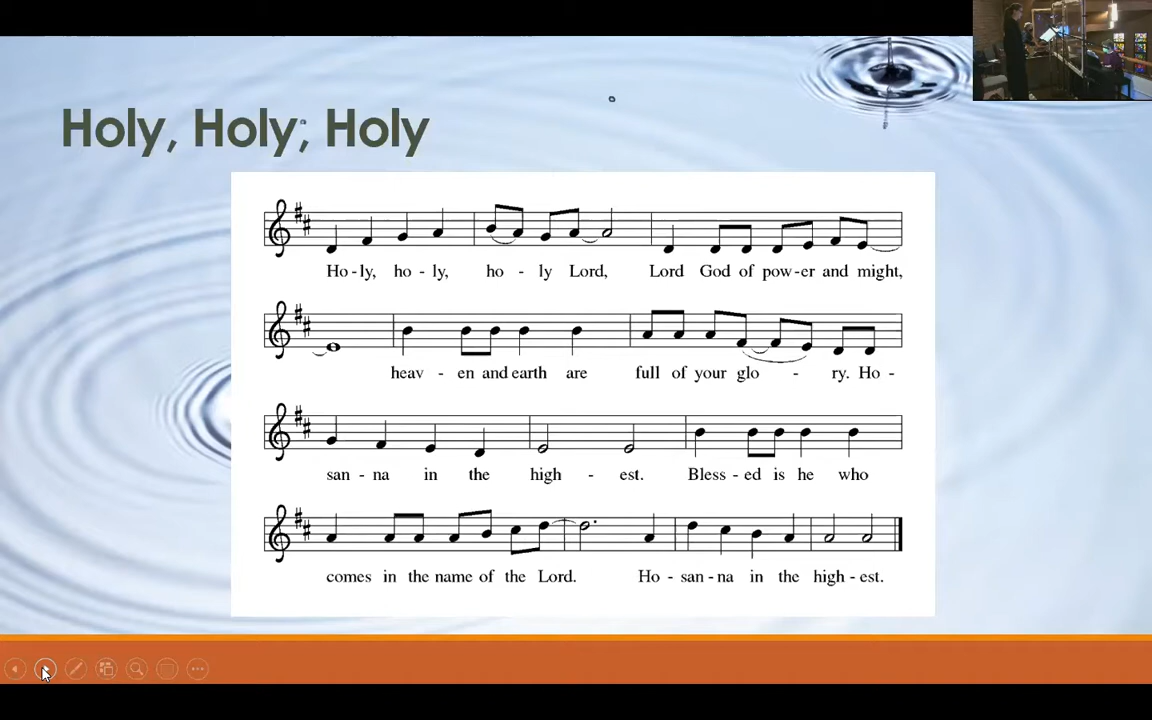 Holy, Holy, Holy
Ho - ly, ho - ly, ho - ly Lord, Lord God of pow - er and might,
heav - en and earth are full of your glo - ry. Ho -
san - na in the high - est. Bless - ed is he who
comes in the name of the Lord. Ho - san - na in the high - est.